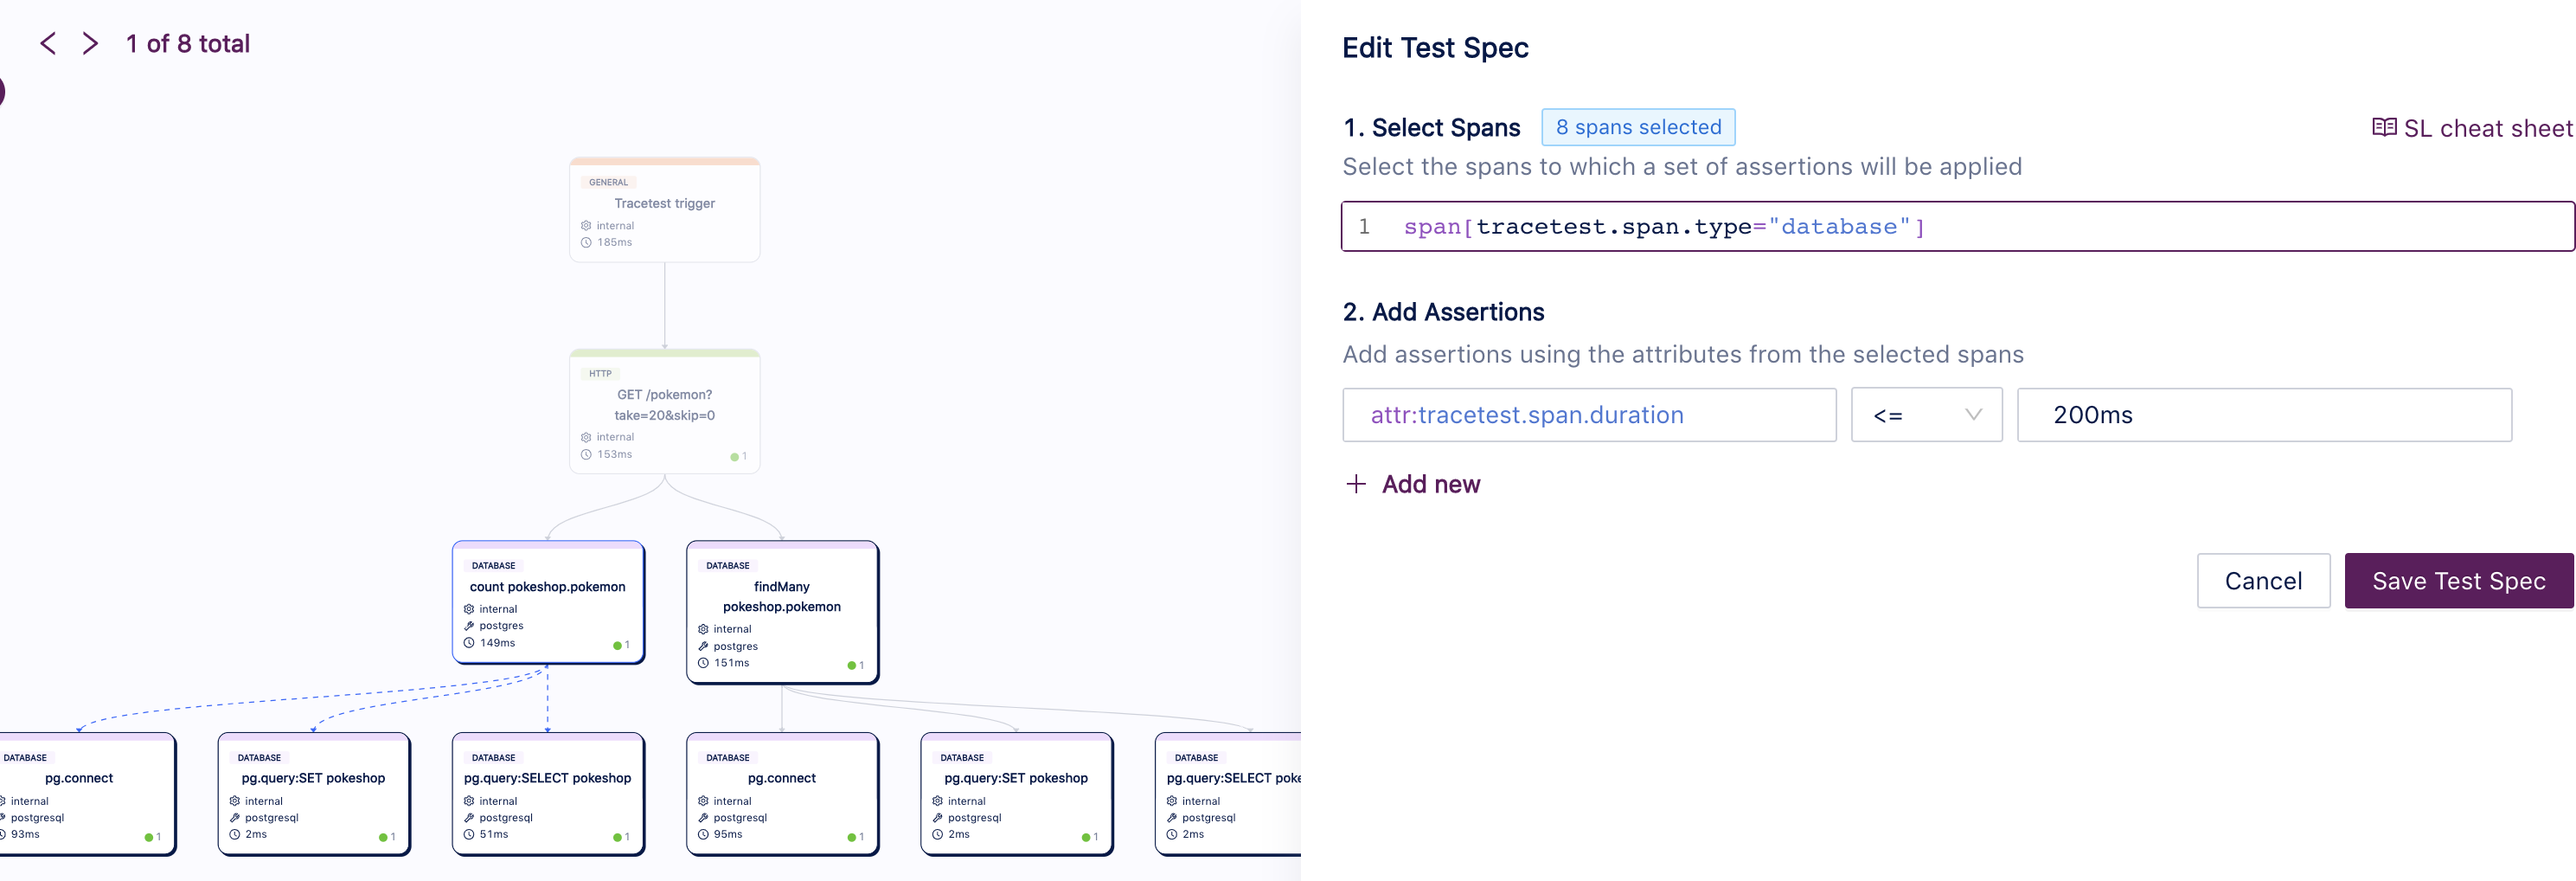 1 of 8 total
GENERAL
Tracetest trigger
internal
185ms
HTTP
GET /pokemon?
take=20&skip=0
internal
153ms
1
DATABASE
count pokeshop.pokemon
internal
postgres
149ms
1
DATABASE
findMany
pokeshop.pokemon
internal
postgres
151ms
1
DATABASE
pg.connect
internal
postgresql
93ms
1
DATABASE
pg.query:SET pokeshop
internal
postgresql
2ms
1
DATABASE
pg.query:SELECT pokeshop
internal
postgresql
51ms
1
DATABASE
pg.connect
internal
postgresql
95ms
1
DATABASE
pg.query:SET pokeshop
internal
postgresql
2ms
1
DATABASE
pg.query:SELECT poke
internal
postgresql
2ms
Edit Test Spec
1. Select Spans
8 spans selected
SL cheat sheet
Select the spans to which a set of assertions will be applied
1 span[tracetest.span.type="database"]
2. Add Assertions
Add assertions using the attributes from the selected spans
attr:tracetest.span.duration <= 200ms
+ Add new
Cancel
Save Test Spec